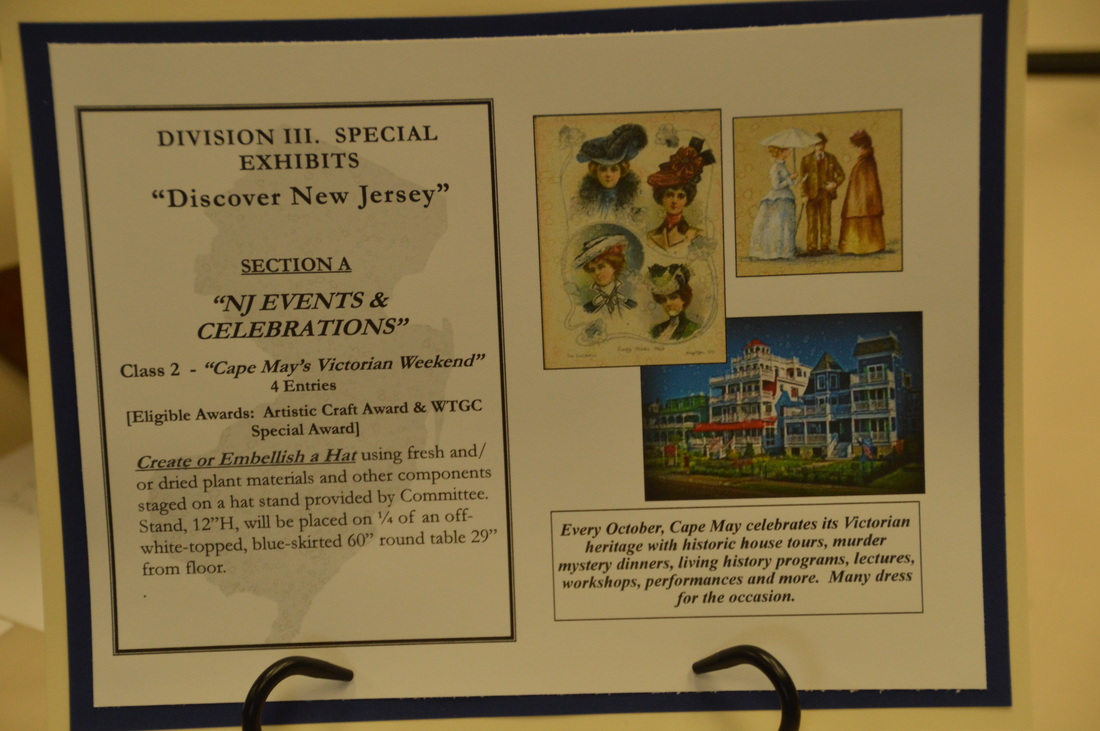 DIVISION III. SPECIAL
EXHIBITS
“Discover New Jersey”
SECTION A
“NJ EVENTS &
CELEBRATIONS”
Class 2 - “Cape May’s Victorian Weekend”
4 Entries
[Eligible Awards: Artistic Craft Award & WTGC
Special Award]
Create or Embellish a Hat using fresh and/
or dried plant materials and other components
staged on a hat stand provided by Committee.
Stand, 12”H, will be placed on ¼ of an off-
white-topped, blue-skirted 60” round table 29”
from floor.
Every October, Cape May celebrates its Victorian
heritage with historic house tours, murder
mystery dinners, living history programs, lectures,
workshops, performances and more. Many dress
for the occasion.